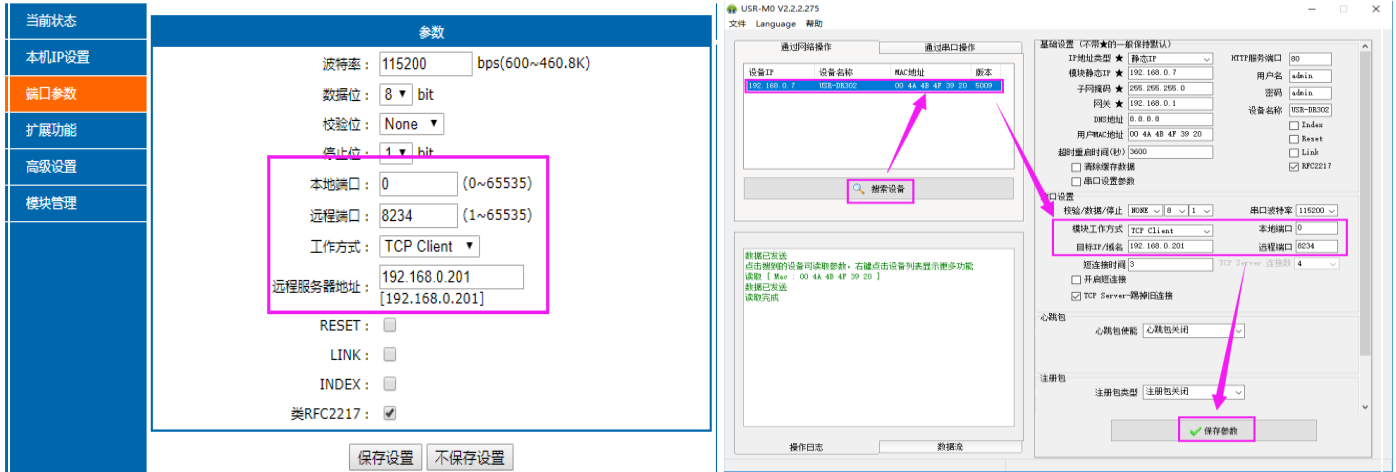 当前状态
本机IP设置
端口参数
扩展功能
高级设置
模块管理
参数
波特率： 115200 bps(600~460.8K)
数据位： 8 bit
校验位： None
停止位： 1 bit
本地端口： 0 (0~65535)
远程端口： 8234 (1~65535)
工作方式： TCP Client
远程服务器地址： 192.168.0.201
[192.168.0.201]
RESET：
LINK：
INDEX：
类RFC2217：
保存设置 不保存设置
USR-M0 V2.2.2.275
文件 Language 帮助
通过网络操作 通过串口操作
设备IP 设备名称 MAC地址 版本
192.168.0.7 USR-DR302 00 4A 4B 4F 39 20 5009
搜索设备
数据已发送
点击搜到的设备可读取参数，右键点击设备列表显示更多功能
读取 [ Mac : 00 4A 4B 4F 39 20 ]
数据已发送
读取完成
操作日志 数据流
基础设置（不带★的一般保持默认）
IP地址类型 ★ 静态IP HTTP服务端口 80
模块静态IP ★ 192.168.0.7 用户名 admin
子网掩码 ★ 255.255.255.0 密码 admin
网关 ★ 192.168.0.1 设备名称 USR-DR302
DNS地址 0.0.0.0 Index
用户MAC地址 00 4A 4B 4F 39 20 Reset
超时重启时间(秒) 3600 Link
清除缓存数据 RFC2217
串口设置参数
口设置
校验/数据/停止 NONE 8 1 串口波特率 115200
模块工作方式 TCP Client 本地端口 0
目标IP/域名 192.168.0.201 远程端口 8234
短连接时间 3 TCP Server 连接数 4
开启短连接
TCP Server-踢掉旧连接
心跳包
心跳包使能 心跳包关闭
注册包
注册包类型 注册包关闭
保存参数